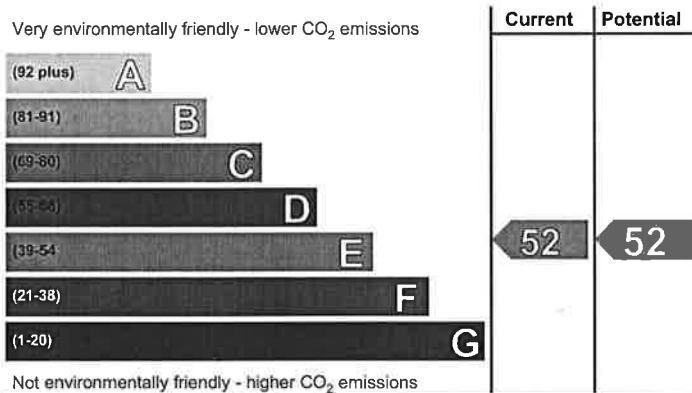 Current Potential
Very environmentally friendly - lower CO₂ emissions
(92 plus) A
(81-91) B
(69-80) C
(55-68) D
(39-54 E
52 52
(21-38) F
(1-20) G
Not environmentally friendly - higher CO₂ emissions